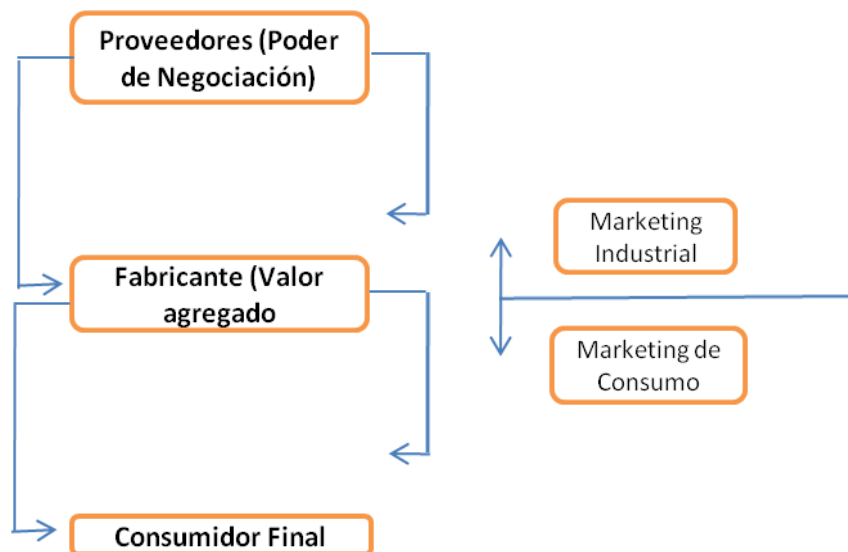 Proveedores (Poder
de Negociación)
Marketing
Industrial
Fabricante (Valor
agregado
Marketing de
Consumo
Consumidor Final